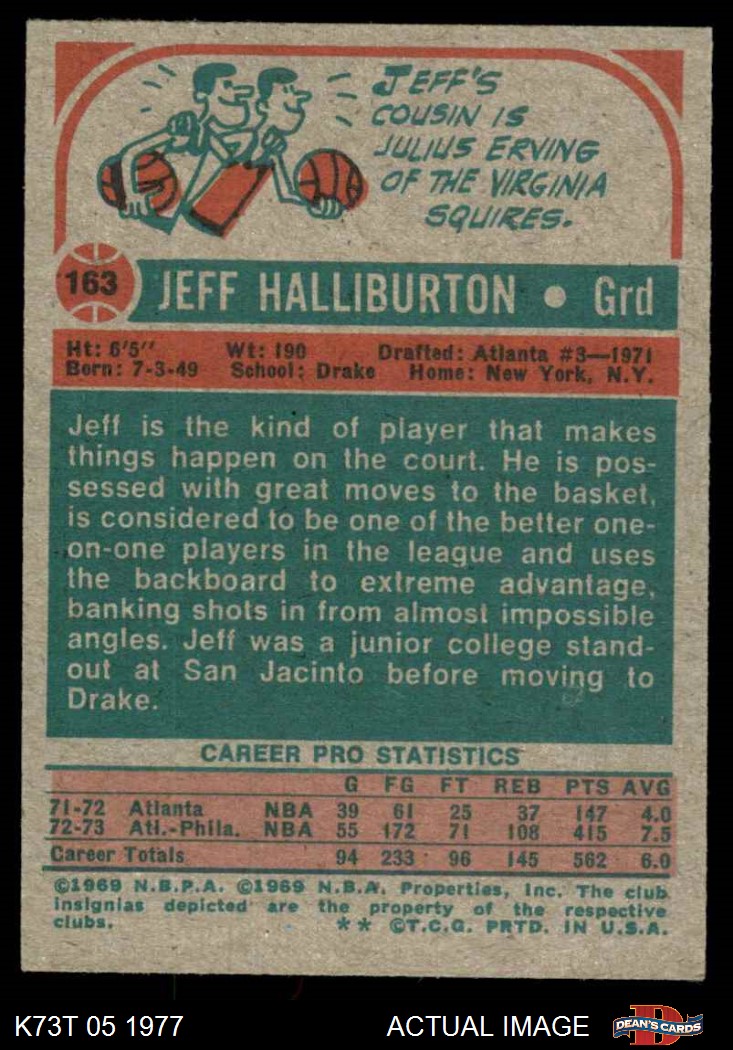 JEFF'S
COUSIN IS
JULIUS ERVING
OF THE VIRGINIA
SQUIRES.
163 JEFF HALLIBURTON • Grd
Ht: 6'5'' Wt: 190 Drafted: Atlanta #3—1971
Born: 7-3-49 School: Drake Home: New York, N.Y.
Jeff is the kind of player that makes
things happen on the court. He is pos-
sessed with great moves to the basket,
is considered to be one of the better one-
on-one players in the league and uses
the backboard to extreme advantage,
banking shots in from almost impossible
angles. Jeff was a junior college stand-
out at San Jacinto before moving to
Drake.
CAREER PRO STATISTICS
G FG FT REB PTS AVG
71-72 Atlanta NBA 39 61 25 37 147 4.0
72-73 Atl.-Phila. NBA 55 172 71 108 415 7.5
Career Totals 94 233 96 145 562 6.0
©1969 N.B.P.A. ©1969 N.B.A. Properties, Inc. The club
insignias depicted are the property of the respective
clubs. ** ©T.C.G. PRTD. IN U.S.A.
K73T 05 1977 ACTUAL IMAGE DEAN'S CARDS